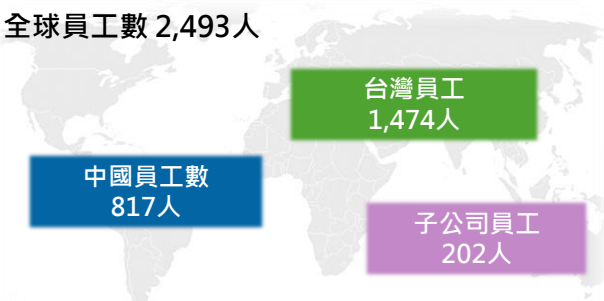 全球員工數 2,493人
台灣員工
1,474人
中國員工數
817人
子公司員工
202人